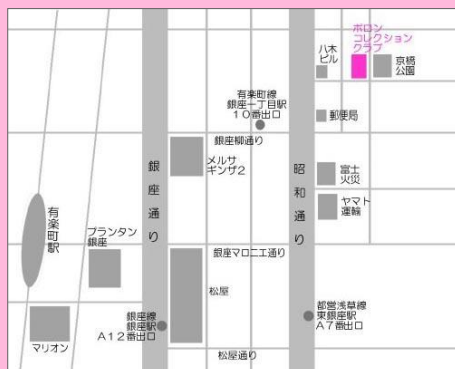 ボロン
コレクション
クラブ
八木
ビル
京橋
公園
有楽町線
銀座一丁目駅
10番出口
郵便局
銀座柳通り
メルサ
ギンザ2
銀座通り
昭和通り
富士
火災
ヤマト
運輸
有楽町駅
プランタン
銀座
銀座マロニエ通り
松屋
銀座線
銀座駅
A12番出口
都営浅草線
東銀座駅
A7番出口
マリオン
松屋通り